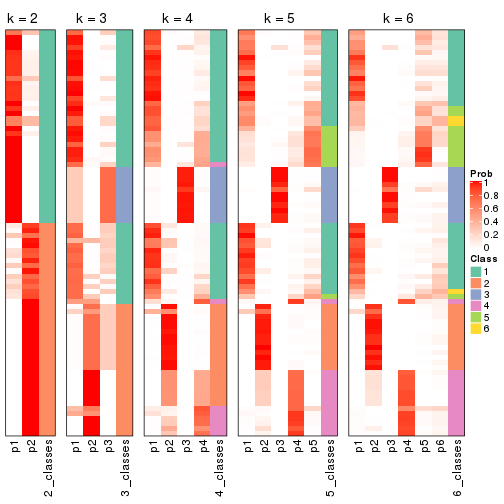 k = 2
k = 3
k = 4
k = 5
k = 6
Prob
1
0.8
0.6
0.4
0.2
0
Class
1
2
3
4
5
6
p1
p2
2_classes
p1
p2
p3
3_classes
p1
p2
p3
p4
4_classes
p1
p2
p3
p4
p5
5_classes
p1
p2
p3
p4
p5
p6
6_classes